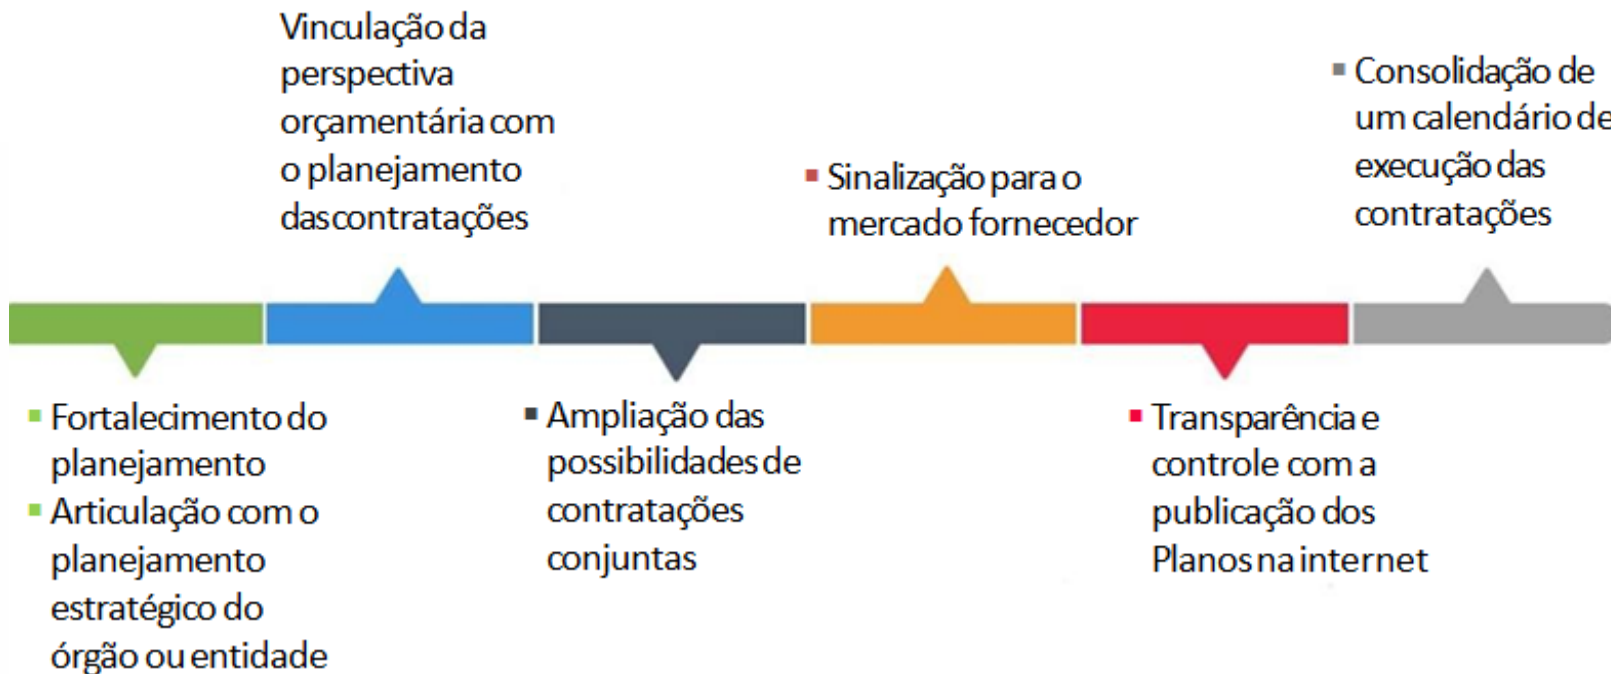 Vinculação da
perspectiva
orçamentária com
o planejamento
dascontratações
▪ Sinalização para o
mercado fornecedor
▪ Consolidação de
um calendário de
execução das
contratações
▪ Fortalecimento do
planejamento
▪ Articulação com o
planejamento
estratégico do
órgão ou entidade
▪ Ampliação das
possibilidades de
contratações
conjuntas
▪ Transparência e
controle com a
publicação dos
Planos na internet